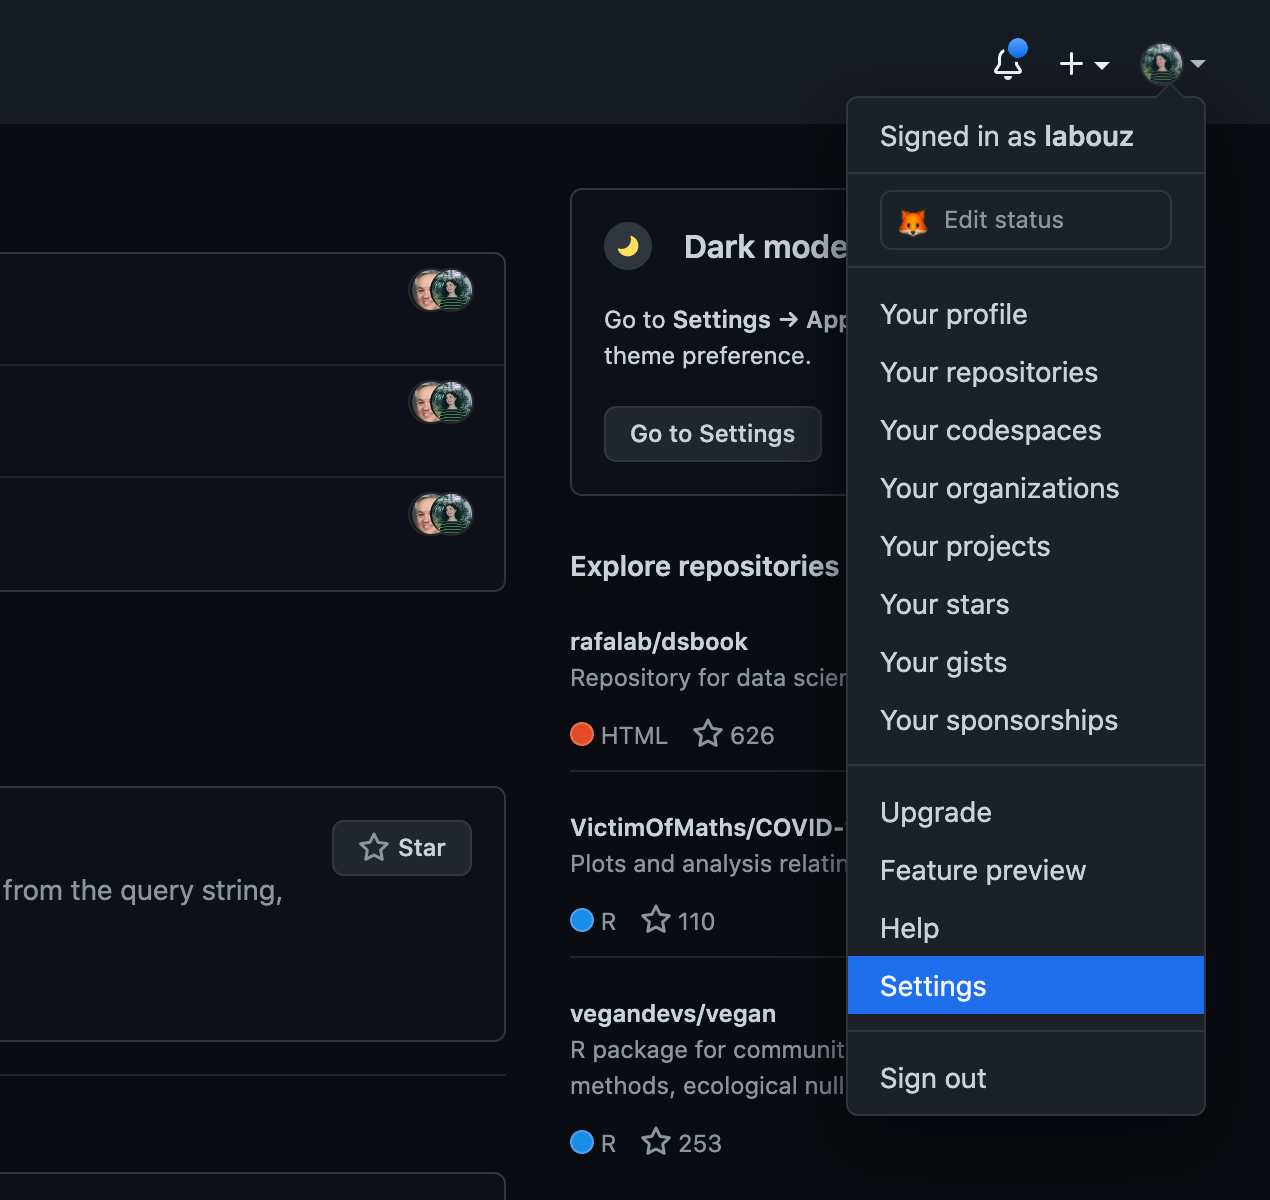 Signed in as labouz
Edit status
Your profile
Your repositories
Your codespaces
Your organizations
Your projects
Your stars
Your gists
Your sponsorships
Upgrade
Feature preview
Help
Settings
Sign out
Dark mode
Go to Settings → App
theme preference.
Go to Settings
Explore repositories
rafalab/dsbook
Repository for data scien
HTML 626
VictimOfMaths/COVID-
Plots and analysis relatin
R 110
vegandevs/vegan
R package for communit
methods, ecological null
R 253
Star
from the query string,